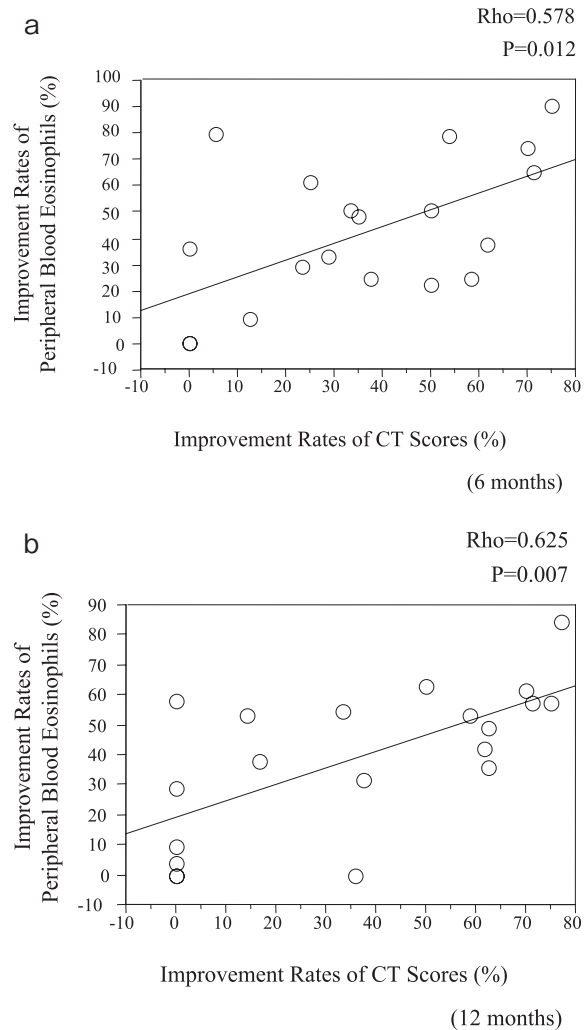 a
Rho=0.578
P=0.012
Improvement Rates of
Peripheral Blood Eosinophils (%)
100
90
80
70
60
50
40
30
20
10
0
-10
-10 0 10 20 30 40 50 60 70 80
Improvement Rates of CT Scores (%)
(6 months)
b
Rho=0.625
P=0.007
Improvement Rates of
Peripheral Blood Eosinophils (%)
90
80
70
60
50
40
30
20
10
0
-10
-10 0 10 20 30 40 50 60 70 80
Improvement Rates of CT Scores (%)
(12 months)